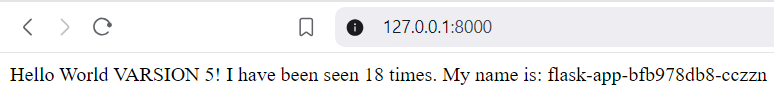 127.0.0.1:8000
Hello World VARSION 5! I have been seen 18 times. My name is: flask-app-bfb978db8-cczzn